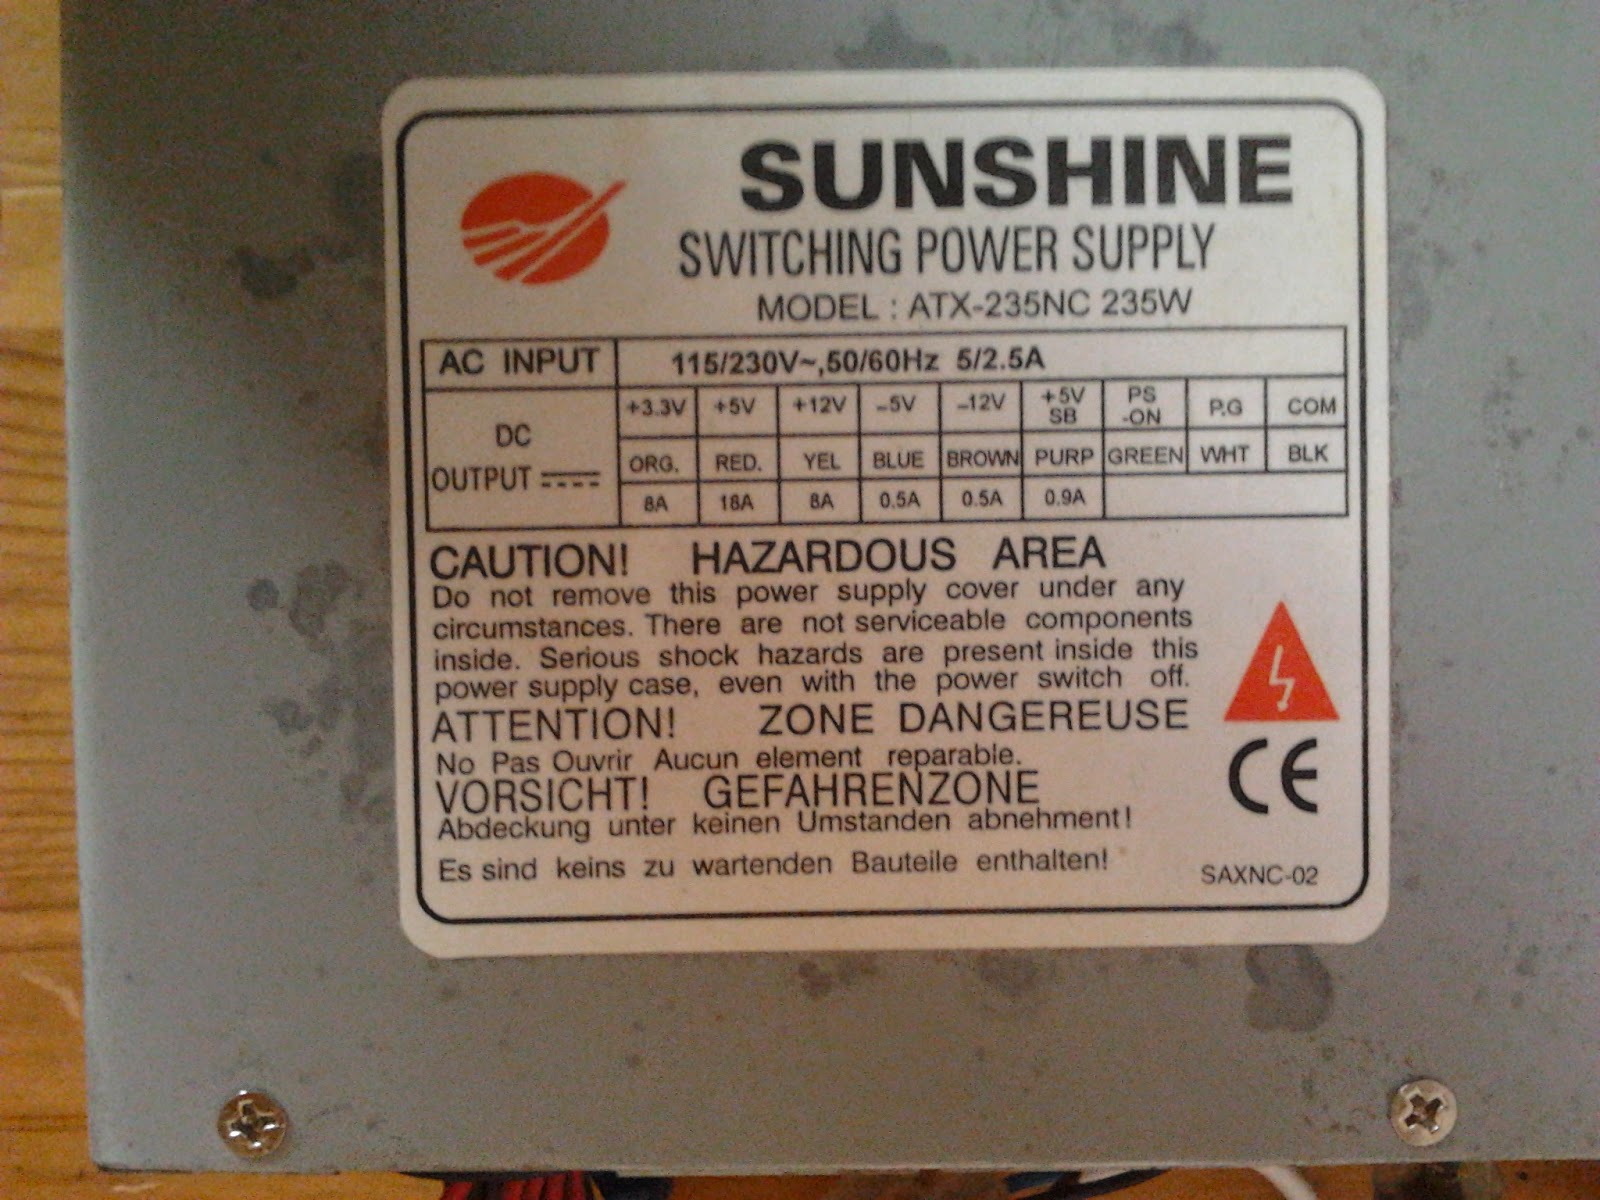 SUNSHINE
SWITCHING POWER SUPPLY
MODEL : ATX-235NC 235W
AC INPUT 115/230V~,50/60Hz 5/2.5A
DC OUTPUT
+3.3V +5V +12V -5V -12V +5V SB PS -ON P.G COM
ORG. RED. YEL BLUE BROWN PURP GREEN WHT BLK
8A 18A 8A 0.5A 0.5A 0.9A
CAUTION! HAZARDOUS AREA
Do not remove this power supply cover under any
circumstances. There are not serviceable components
inside. Serious shock hazards are present inside this
power supply case, even with the power switch off.
ATTENTION! ZONE DANGEREUSE
No Pas Ouvrir Aucun element reparable.
VORSICHT! GEFAHRENZONE
Abdeckung unter keinen Umstanden abnehment!
Es sind keins zu wartenden Bauteile enthalten!
CE
SAXNC-02